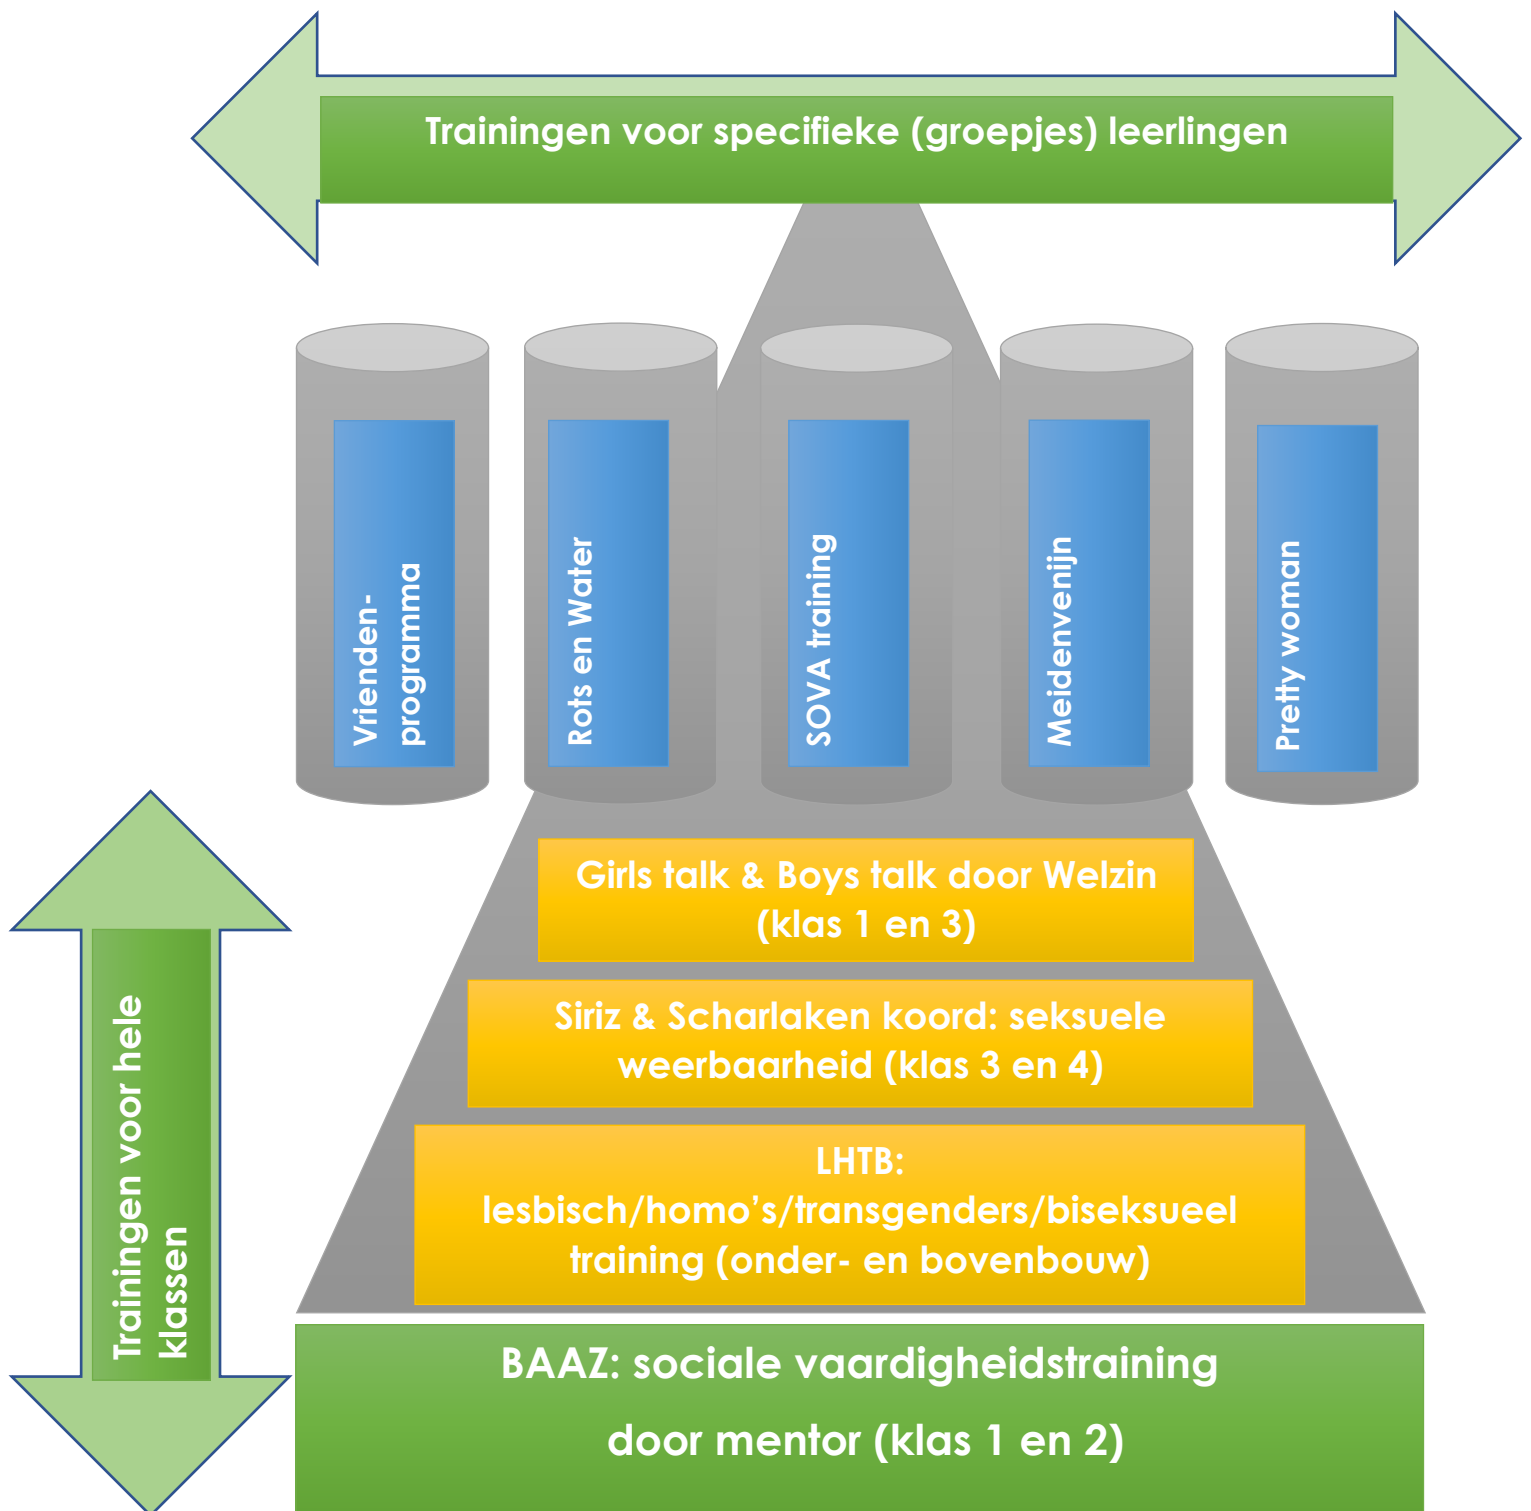 Trainingen voor specifieke (groepjes) leerlingen
Vrienden-
programma
Rots en Water
SOVA training
Meidenvenijn
Pretty woman
Girls talk & Boys talk door Welzin
(klas 1 en 3)
Siriz & Scharlaken koord: seksuele
weerbaarheid (klas 3 en 4)
LHTB:
lesbisch/homo’s/transgenders/biseksueel
training (onder- en bovenbouw)
Trainingen voor hele
klassen
BAAZ: sociale vaardigheidstraining
door mentor (klas 1 en 2)